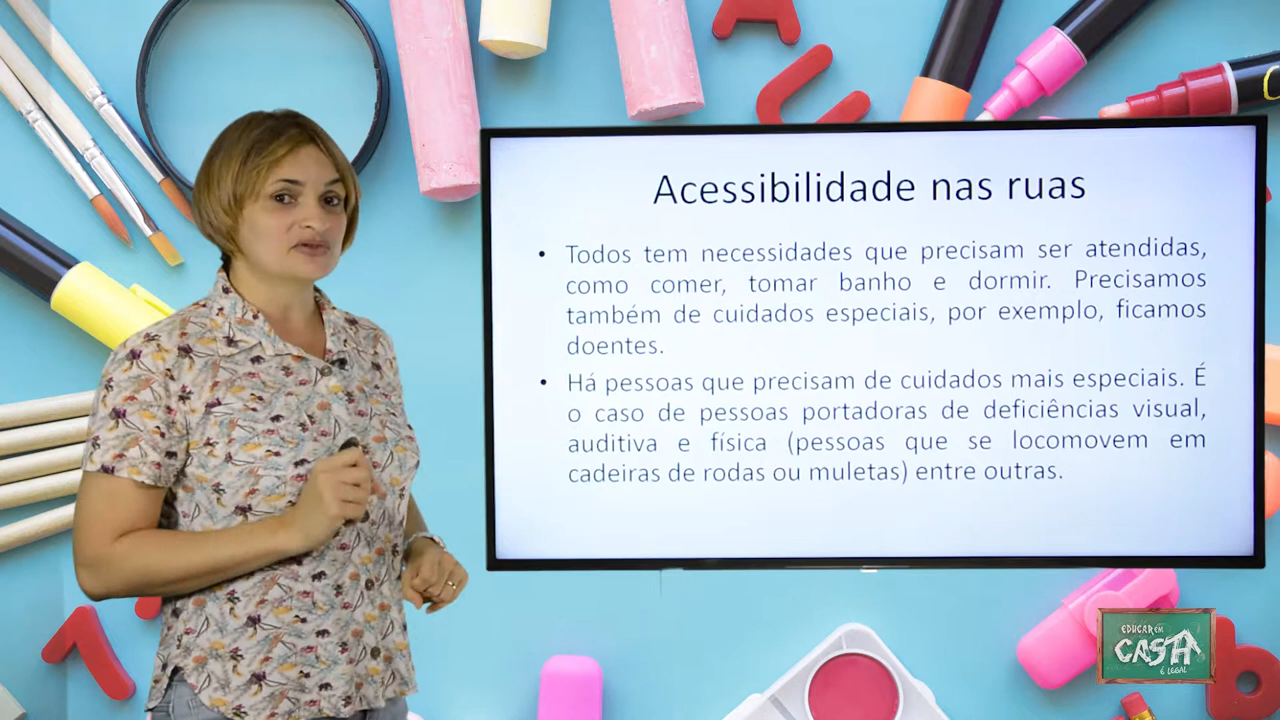 Acessibilidade nas ruas
• Todos tem necessidades que precisam ser atendidas,
como comer, tomar banho e dormir. Precisamos
também de cuidados especiais, por exemplo, ficamos
doentes.
• Há pessoas que precisam de cuidados mais especiais. É
o caso de pessoas portadoras de deficiências visual,
auditiva e física (pessoas que se locomovem em
cadeiras de rodas ou muletas) entre outras.
EDUCAR EM
CASA
É LEGAL